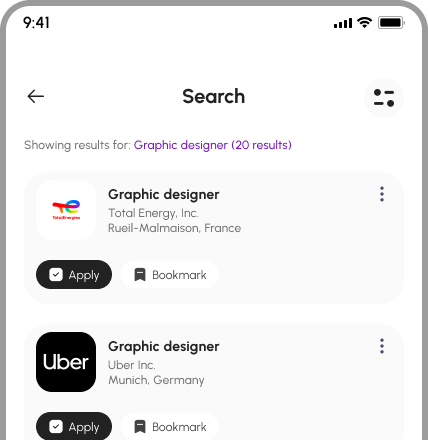 9:41
Search
Showing results for: Graphic designer (20 results)
TotalEnergies
Graphic designer
Total Energy, Inc.
Rueil-Malmaison, France
Apply
Bookmark
Uber
Graphic designer
Uber Inc.
Munich, Germany
Apply
Bookmark